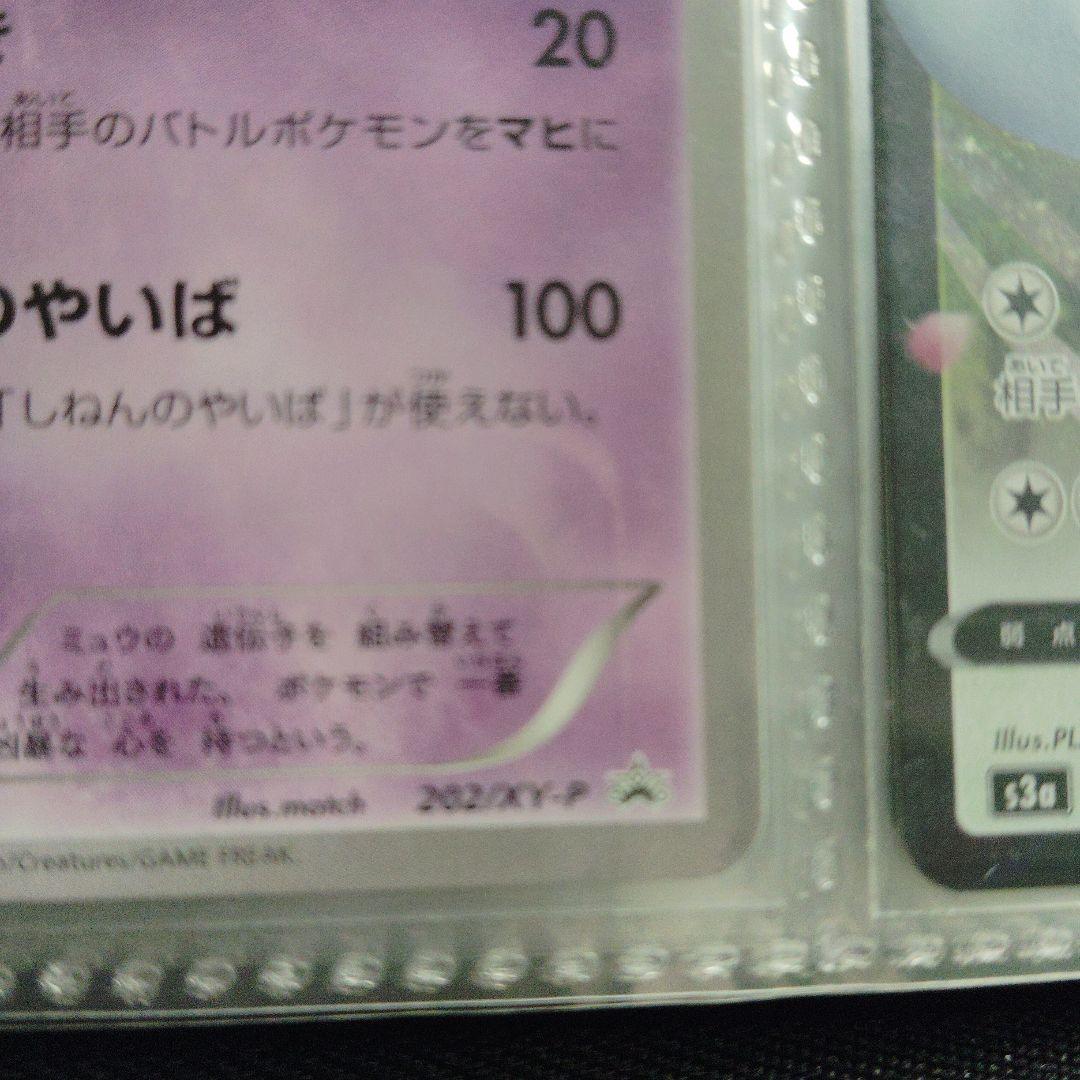 20
相手のバトルポケモンをマヒに
のやいば 100
「しねんのやいば」が使えない。
ミュウの 遺伝子を 組み替えて
生み出された。 ポケモンで 一番
凶暴な 心を 持つという。
Illus.match 202/XY-P
/Creatures/GAME FREAK.
あいて
相手
弱点
Illus.PL
s3a